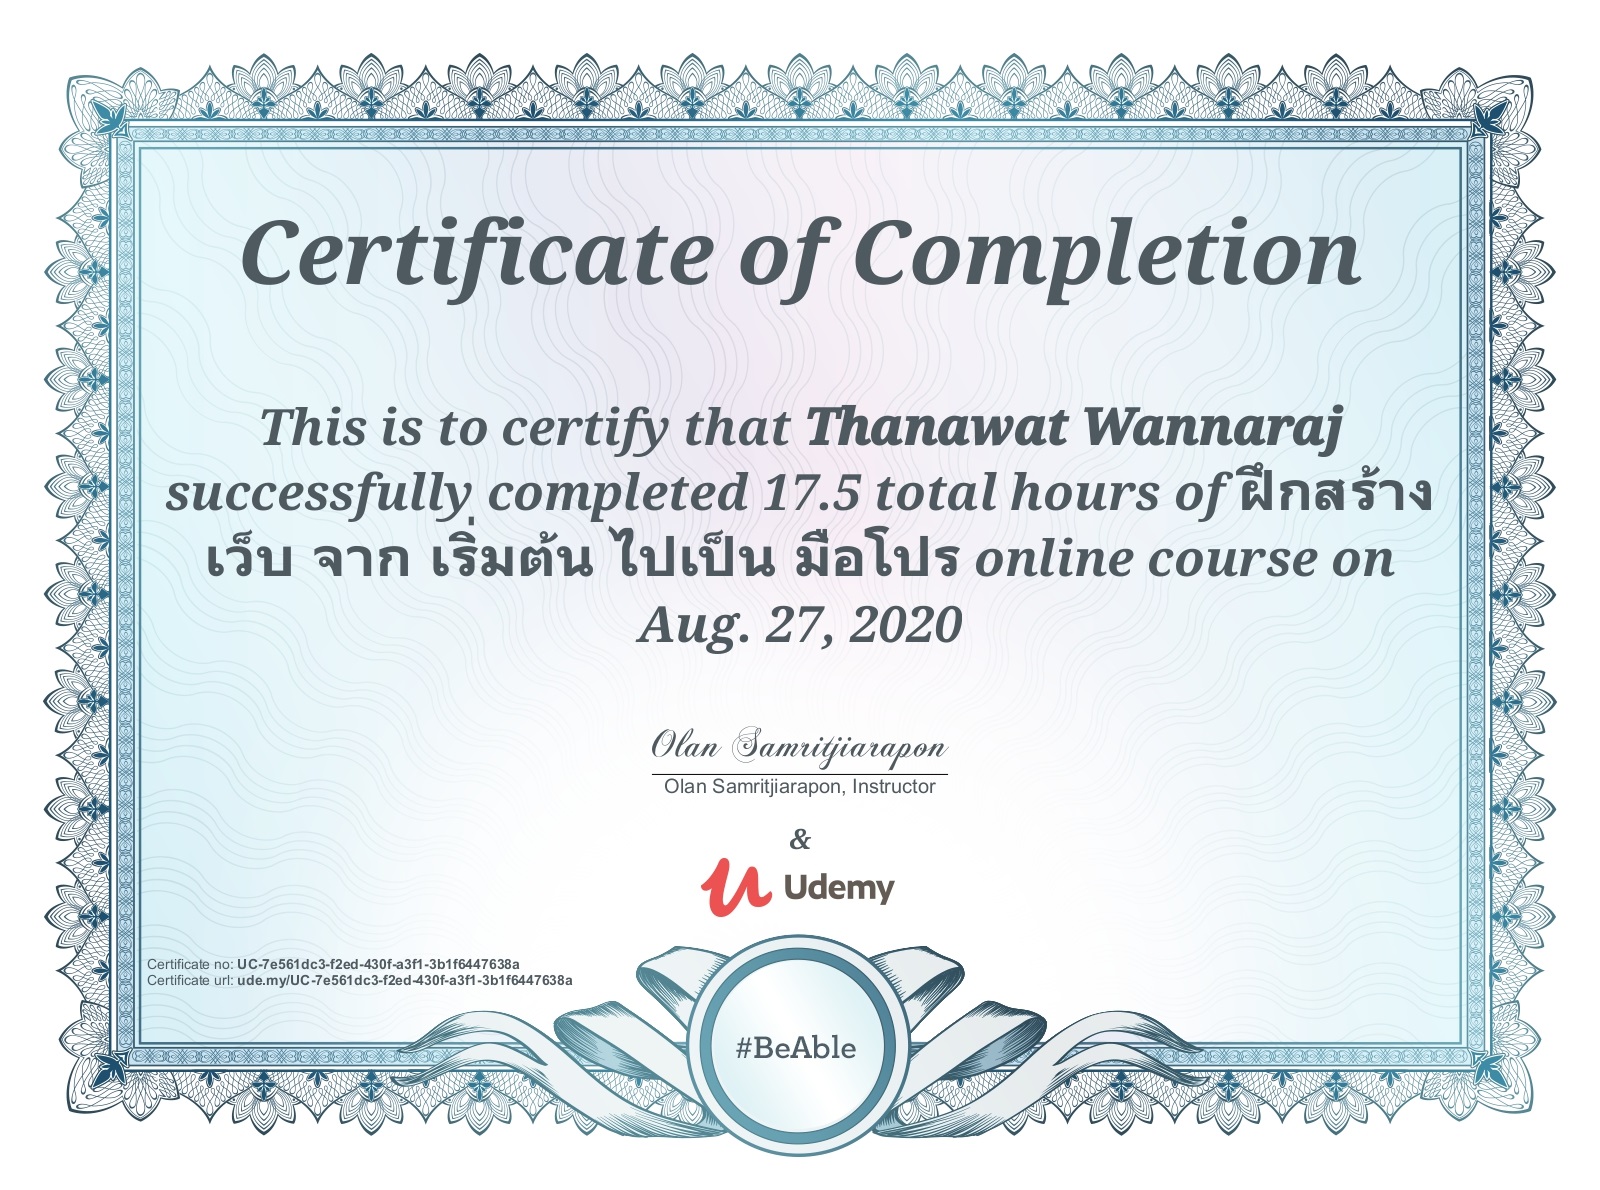 Certificate of Completion
This is to certify that Thanawat Wannaraj
successfully completed 17.5 total hours of ฝึกสร้าง
เว็บ จาก เริ่มต้น ไปเป็น มือโปร online course on
Aug. 27, 2020
Olan Samritjiarapon
Olan Samritjiarapon, Instructor
&
Udemy
Certificate no: UC-7e561dc3-f2ed-430f-a3f1-3b1f6447638a
Certificate url: ude.my/UC-7e561dc3-f2ed-430f-a3f1-3b1f6447638a
#BeAble